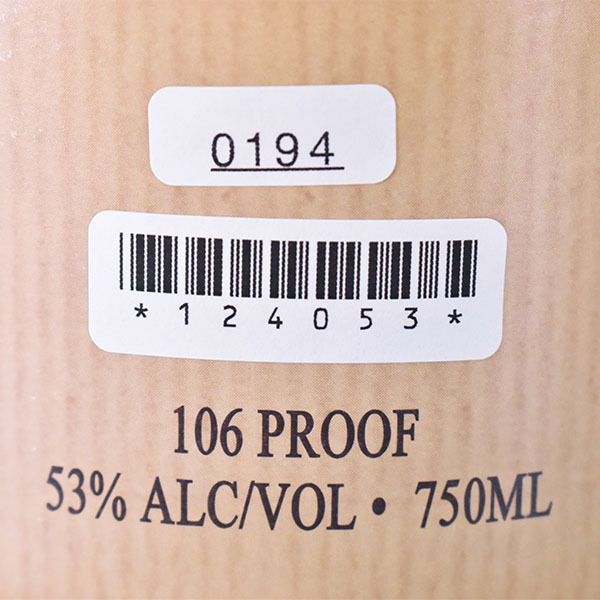 0194
*124053*
106 PROOF
53% ALC/VOL • 750ML